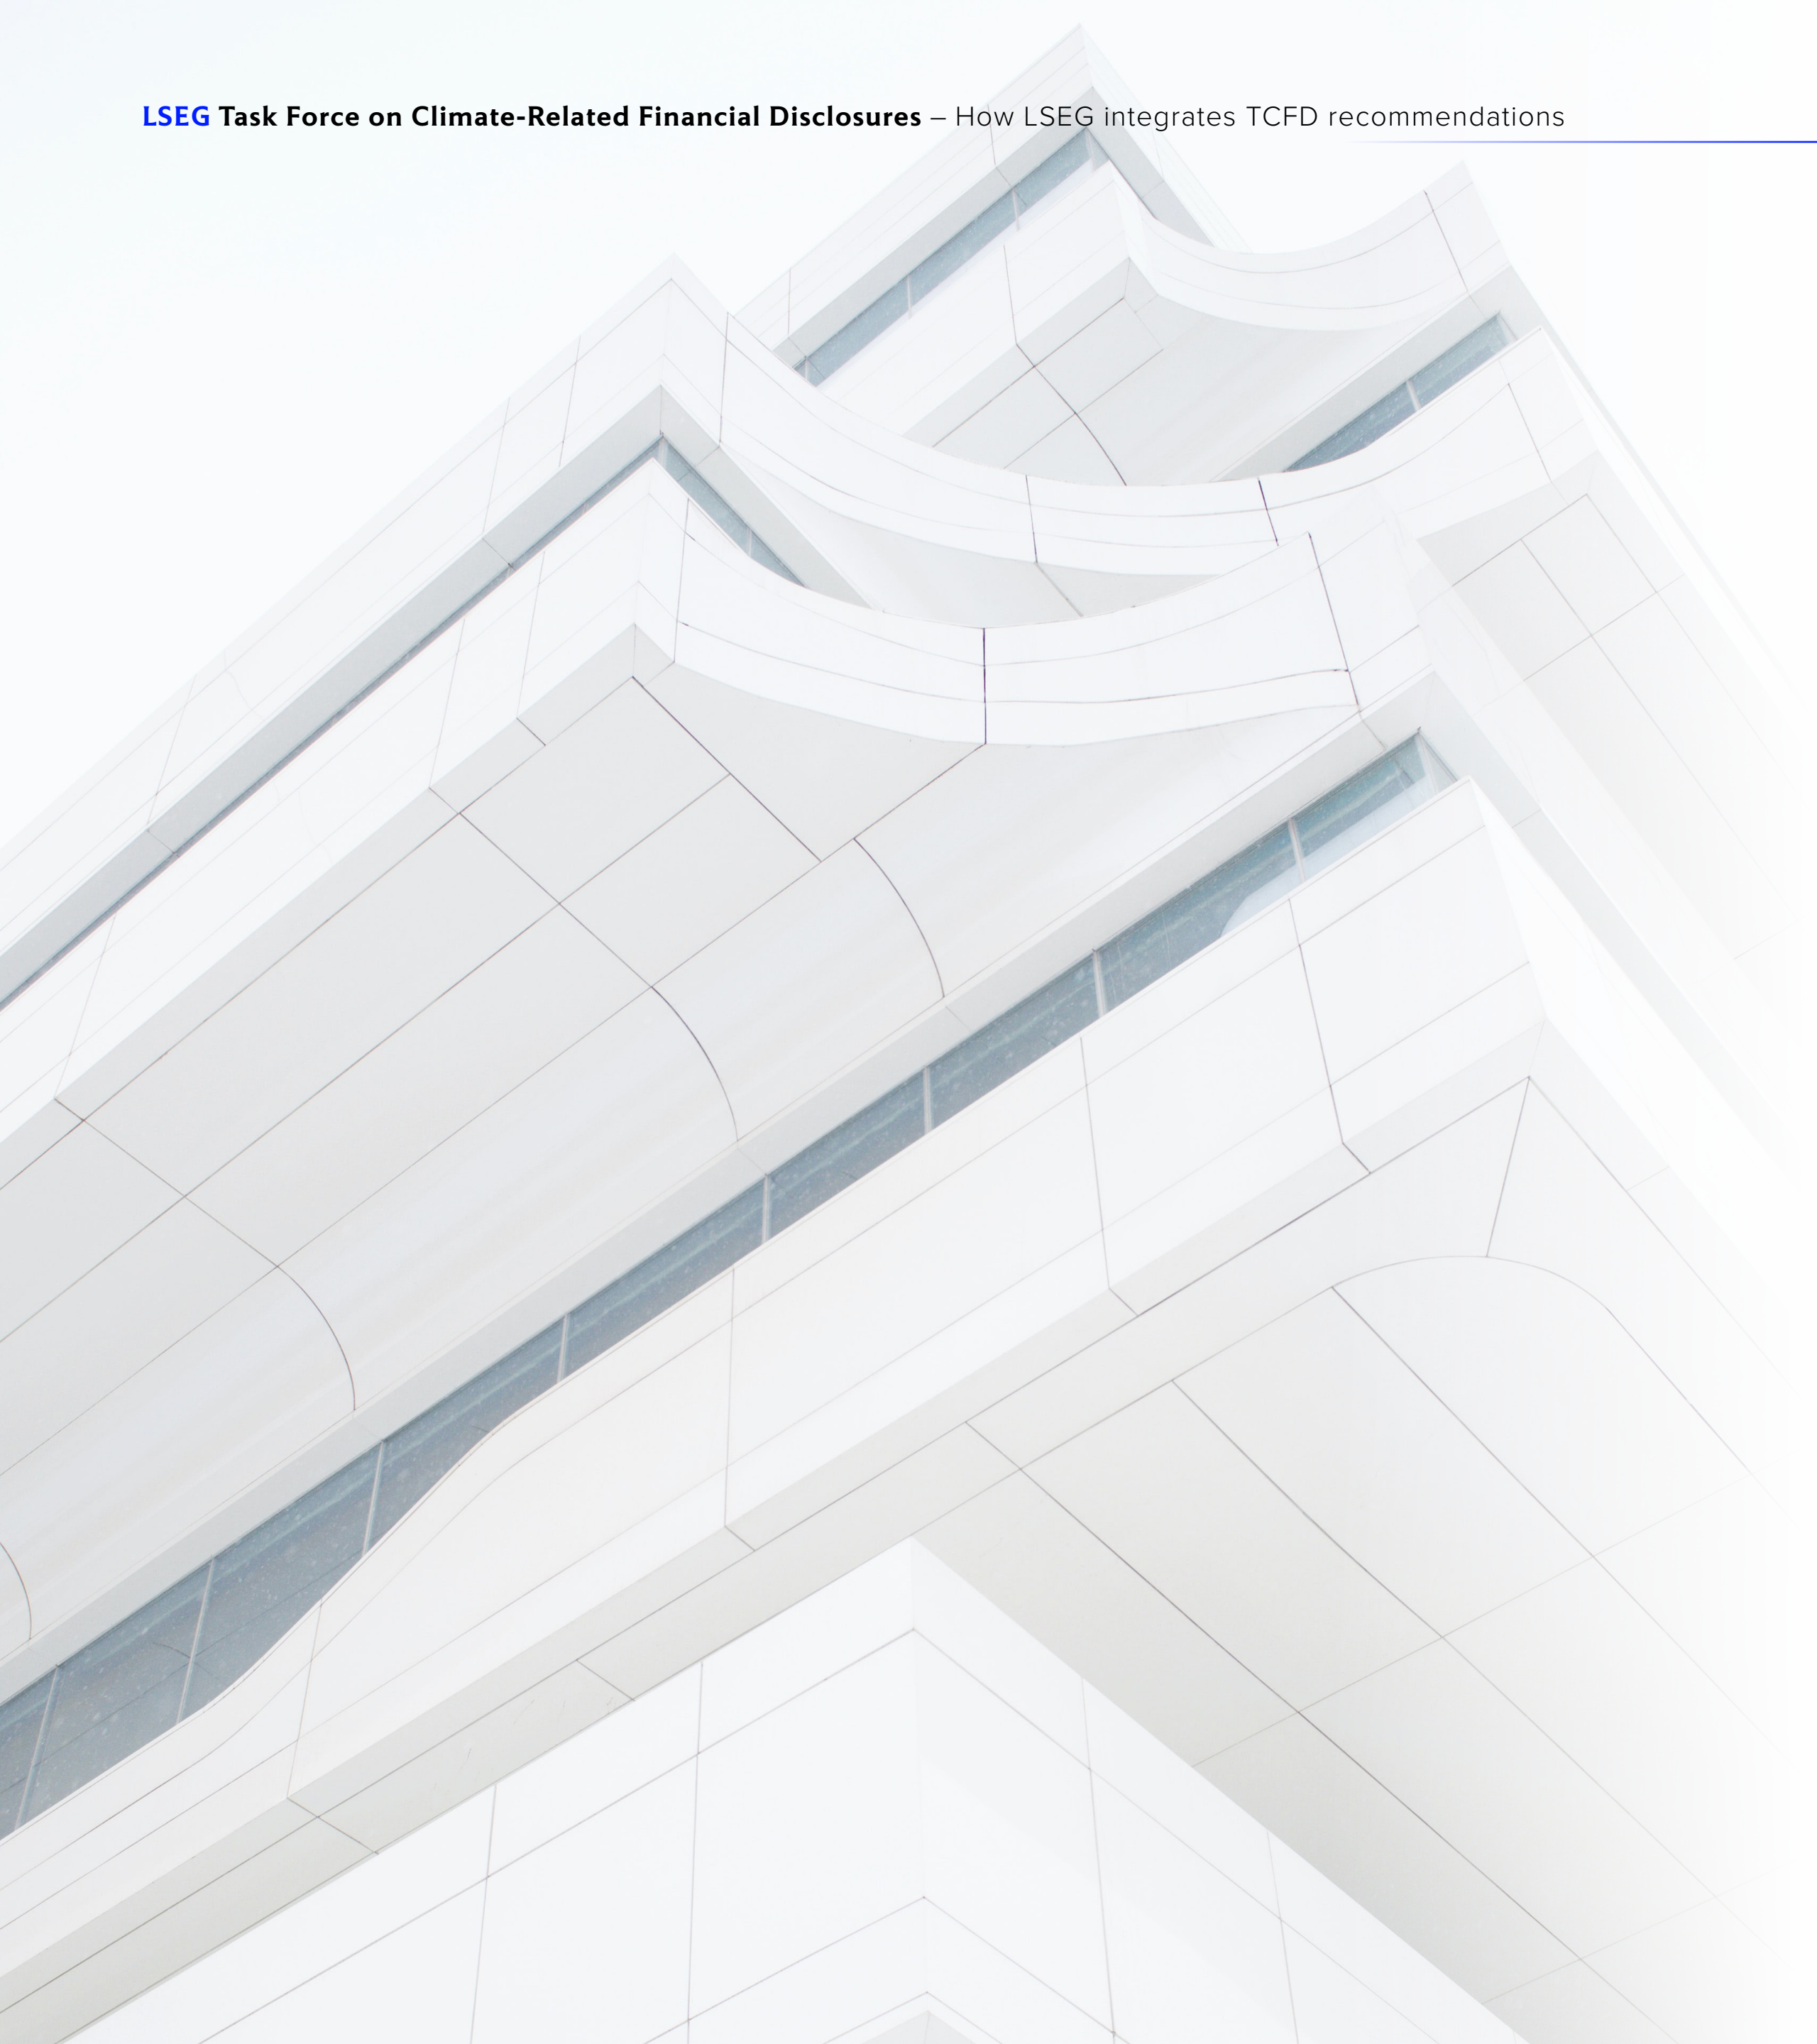 LSEG Task Force on Climate-Related Financial Disclosures – How LSEG integrates TCFD recommendations